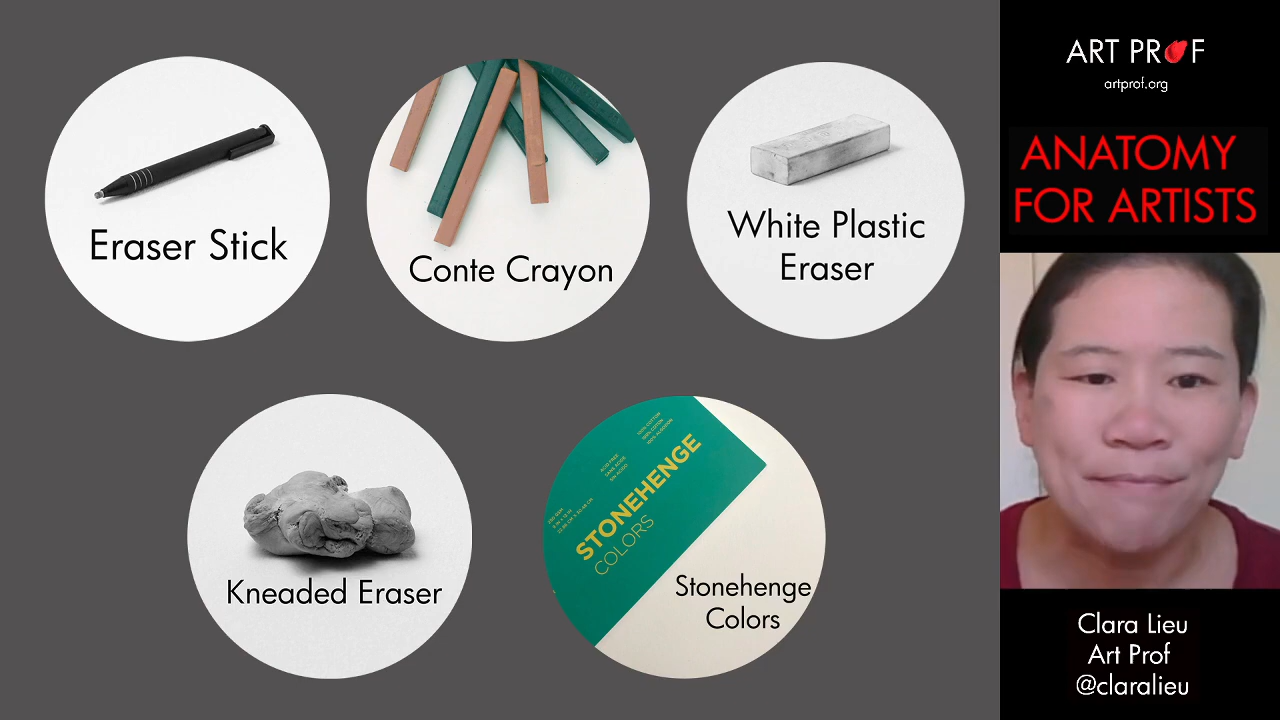 Eraser Stick
Conte Crayon
White Plastic
Eraser
Kneaded Eraser
STONEHENGE
COLORS
Stonehenge
Colors
ART PROF
artprof.org
ANATOMY
FOR ARTISTS
Clara Lieu
Art Prof
@claralieu